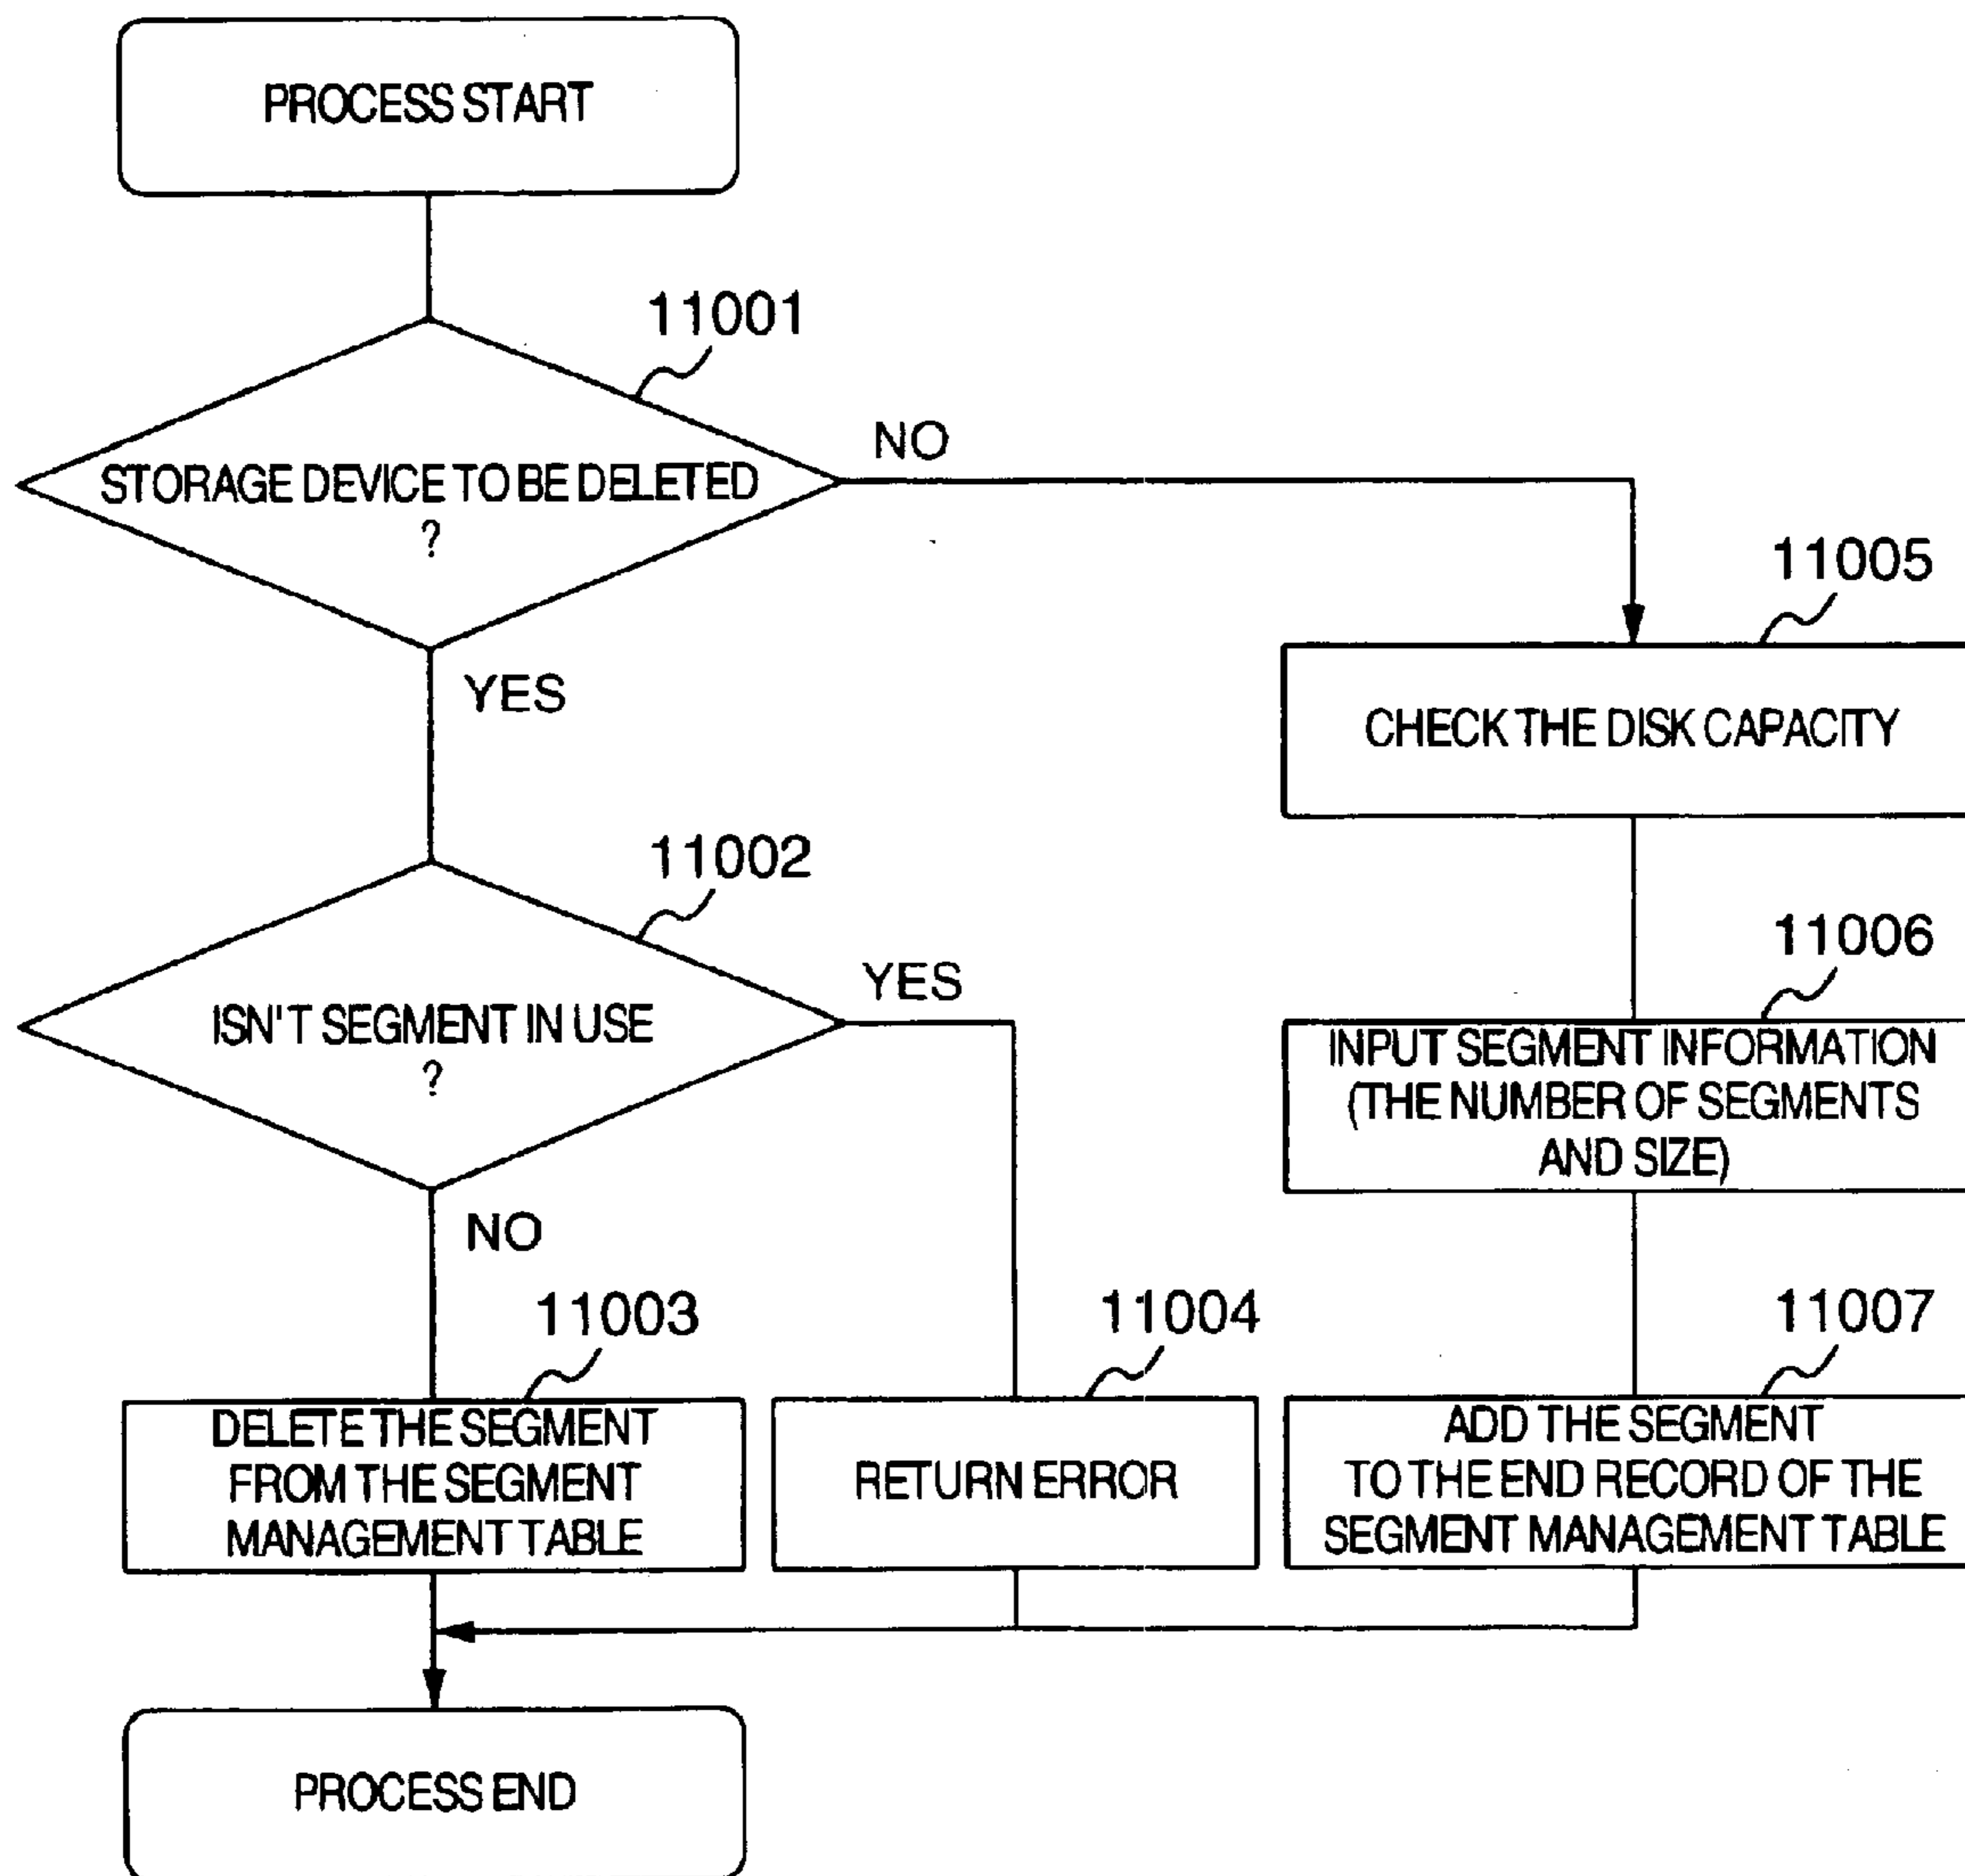 PROCESS START
11001
NO
STORAGE DEVICE TO BE DELETED
?
YES
11005
CHECK THE DISK CAPACITY
11002
YES
ISN'T SEGMENT IN USE
?
NO
11006
INPUT SEGMENT INFORMATION
(THE NUMBER OF SEGMENTS
AND SIZE)
11003
DELETE THE SEGMENT
FROM THE SEGMENT
MANAGEMENT TABLE
11004
RETURN ERROR
11007
ADD THE SEGMENT
TO THE END RECORD OF THE
SEGMENT MANAGEMENT TABLE
PROCESS END